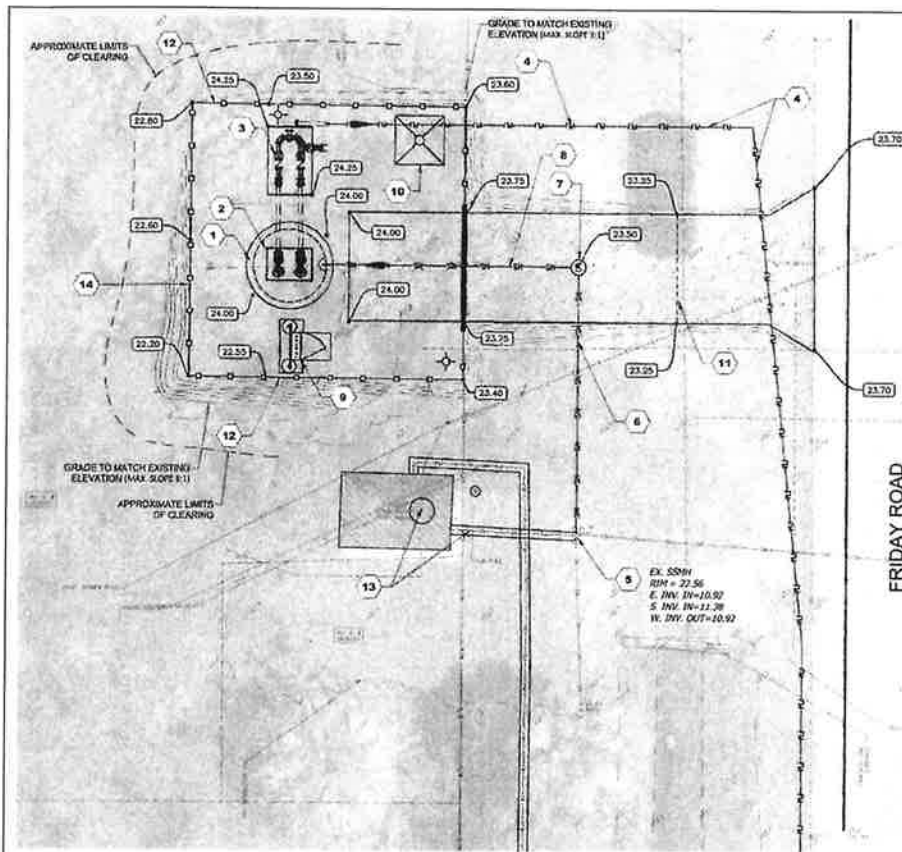 GRADE TO MATCH EXISTING
ELEVATION (MAX. SLOPE 5:1)
APPROXIMATE LIMITS
OF CLEARING
12
4
24.25
23.50
23.60
22.80
3
4
23.70
8
7
24.25
10
23.75
23.25
2
24.00
1
24.00
22.60
23.50
14
24.00
24.00
22.20
22.55
23.75
23.25
11
9
23.40
23.70
12
6
GRADE TO MATCH EXISTING
ELEVATION (MAX. SLOPE 5:1)
APPROXIMATE LIMITS
OF CLEARING
13
5
EX. SSMH
RIM = 22.56
E. INV. IN=10.92
S. INV. IN=11.38
W. INV. OUT=10.92
FRIDAY ROAD